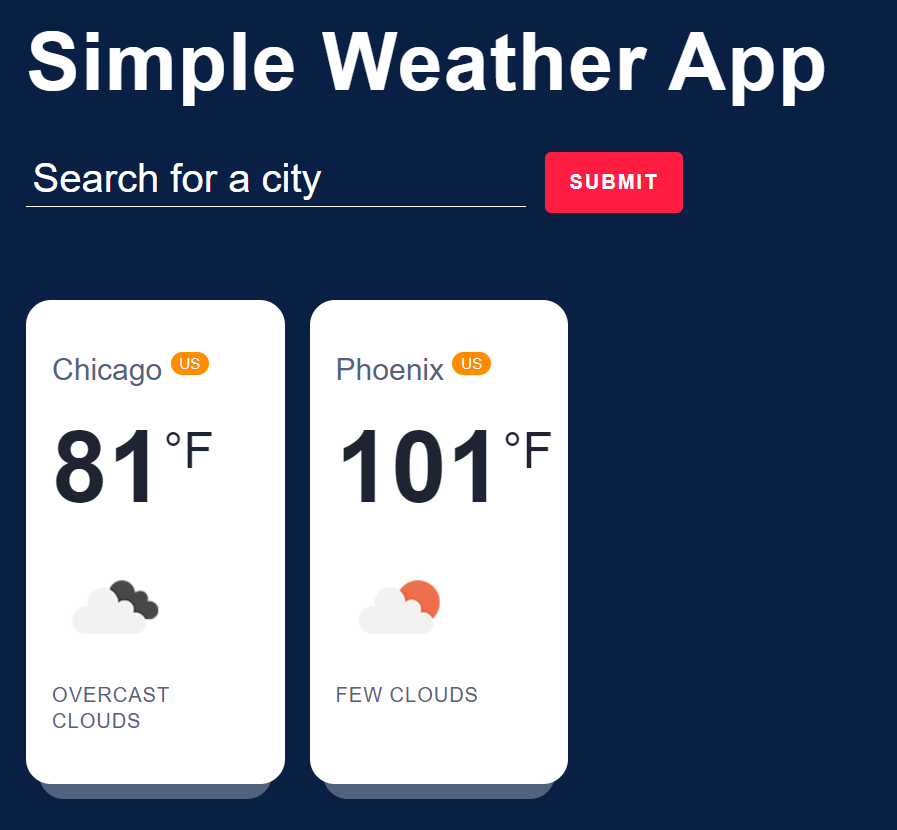 Simple Weather App
Search for a city
SUBMIT
Chicago US
81°F
OVERCAST
CLOUDS
Phoenix US
101°F
FEW CLOUDS